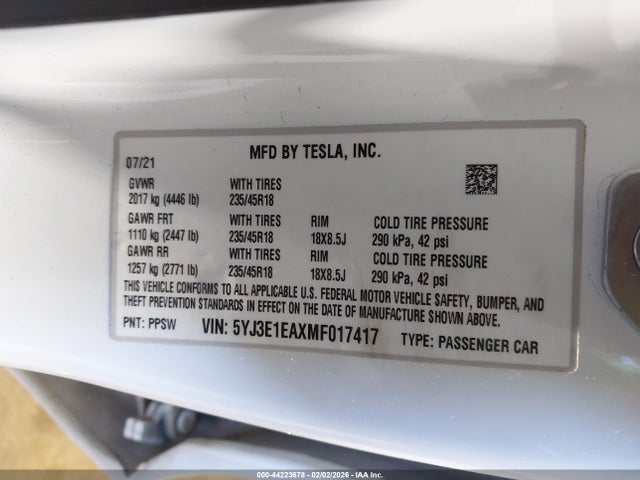 07/21 MFD BY TESLA, INC.
GVWR WITH TIRES
2017 kg (4446 lb) 235/45R18
GAWR FRT WITH TIRES RIM COLD TIRE PRESSURE
1110 kg (2447 lb) 235/45R18 18X8.5J 290 kPa, 42 psi
GAWR RR WITH TIRES RIM COLD TIRE PRESSURE
1257 kg (2771 lb) 235/45R18 18X8.5J 290 kPa, 42 psi
THIS VEHICLE CONFORMS TO ALL APPLICABLE U.S. FEDERAL MOTOR VEHICLE SAFETY, BUMPER, AND
THEFT PREVENTION STANDARDS IN EFFECT ON THE DATE OF MANUFACTURE SHOWN ABOVE.
PNT: PPSW VIN: 5YJ3E1EAXMF017417 TYPE: PASSENGER CAR
000-44223678 - 02/02/2026 - IAA Inc.